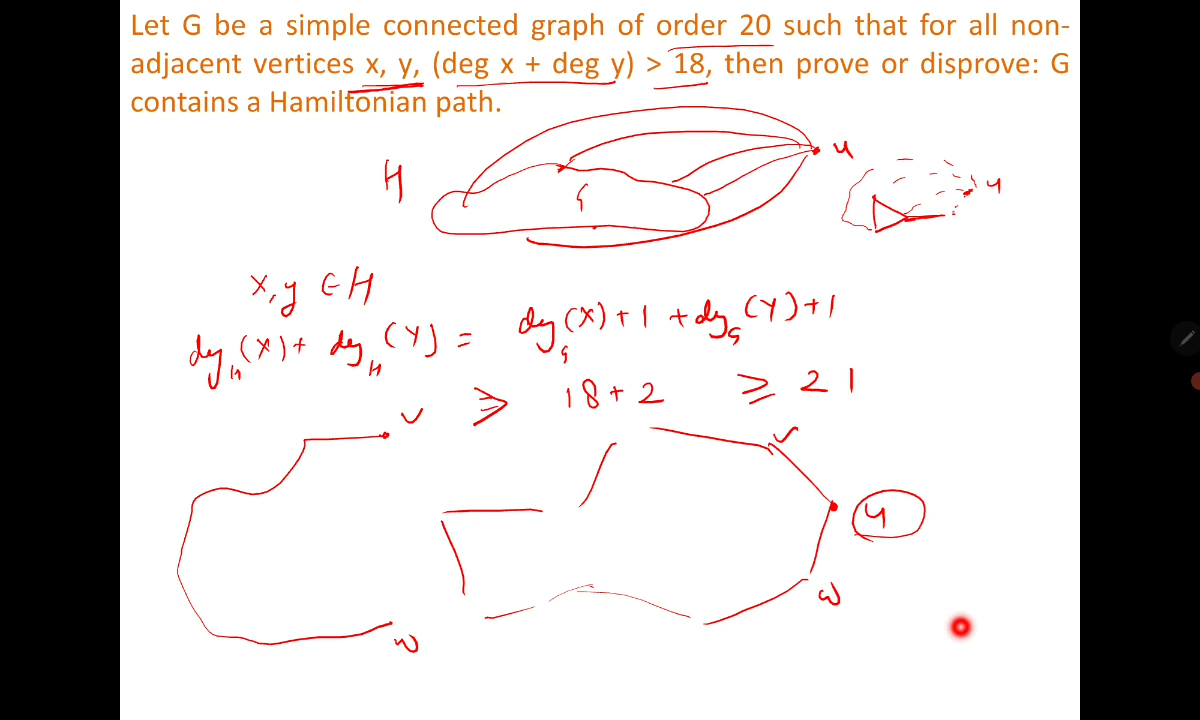 Let G be a simple connected graph of order 20 such that for all non-
adjacent vertices x, y, (deg x + deg y) > 18, then prove or disprove: G
contains a Hamiltonian path.
u
H
G
u
x, y ∈ H
deg_H (x) + deg_H (y) = deg_G (x) + 1 + deg_G (y) + 1
≥ 18 + 2 ≥ 21
v
v
u
w
w